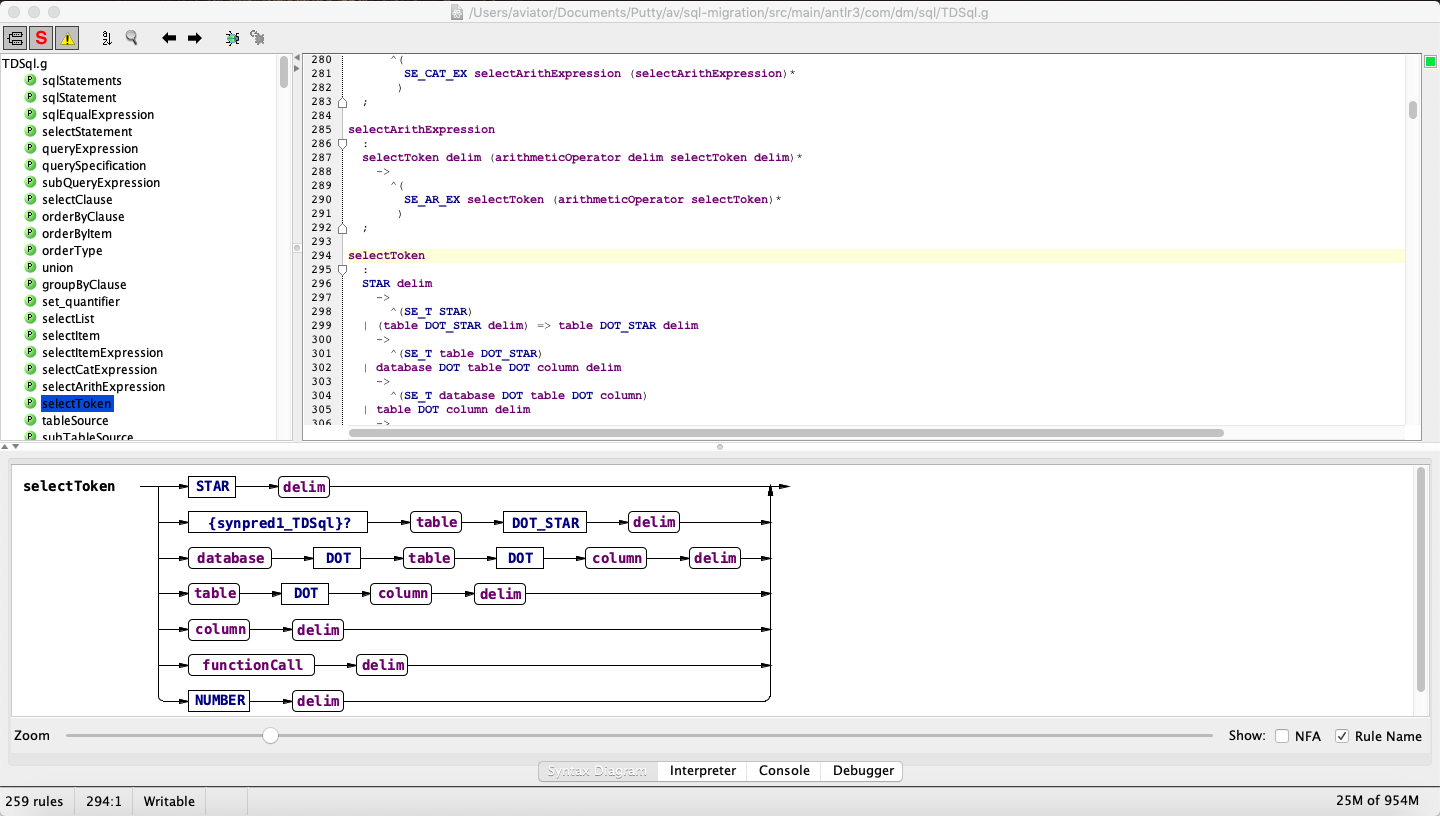 /Users/aviator/Documents/Putty/av/sql-migration/src/main/antlr3/com/dm/sql/TDSql.g
S
TDSql.g
P sqlStatements
P sqlStatement
P sqlEqualExpression
P selectStatement
P queryExpression
P querySpecification
P subQueryExpression
P selectClause
P orderByClause
P orderByItem
P orderType
P union
P groupByClause
P set_quantifier
P selectList
P selectItem
P selectItemExpression
P selectCatExpression
P selectArithExpression
P selectToken
P tableSource
P subTableSource
280 ^(
281 SE_CAT_EX selectArithExpression (selectArithExpression)*
282 )
283 ;
284
285 selectArithExpression
286 :
287 selectToken delim (arithmeticOperator delim selectToken delim)*
288 ->
289 ^(
290 SE_AR_EX selectToken (arithmeticOperator selectToken)*
291 )
292 ;
293
294 selectToken
295 :
296 STAR delim
297 ->
298 ^(SE_T STAR)
299 | (table DOT_STAR delim) => table DOT_STAR delim
300 ->
301 ^(SE_T table DOT_STAR)
302 | database DOT table DOT column delim
303 ->
304 ^(SE_T database DOT table DOT column)
305 | table DOT column delim
306 ->
selectToken STAR delim
{synpred1_TDSql}? table DOT_STAR delim
database DOT table DOT column delim
table DOT column delim
column delim
functionCall delim
NUMBER delim
Zoom Show: NFA Rule Name
Syntax Diagram Interpreter Console Debugger
259 rules 294:1 Writable 25M of 954M